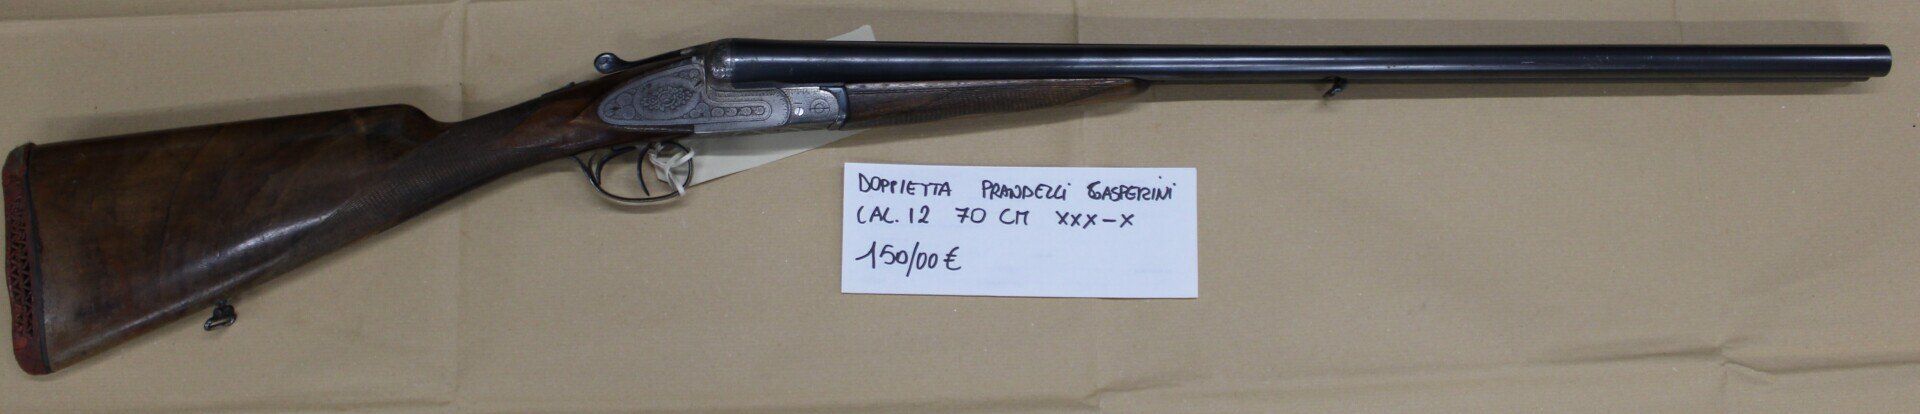 DOPPIETTA PRANDELLI GASPERINI
CAL. 12 70 CM XXX-X
150/00 €